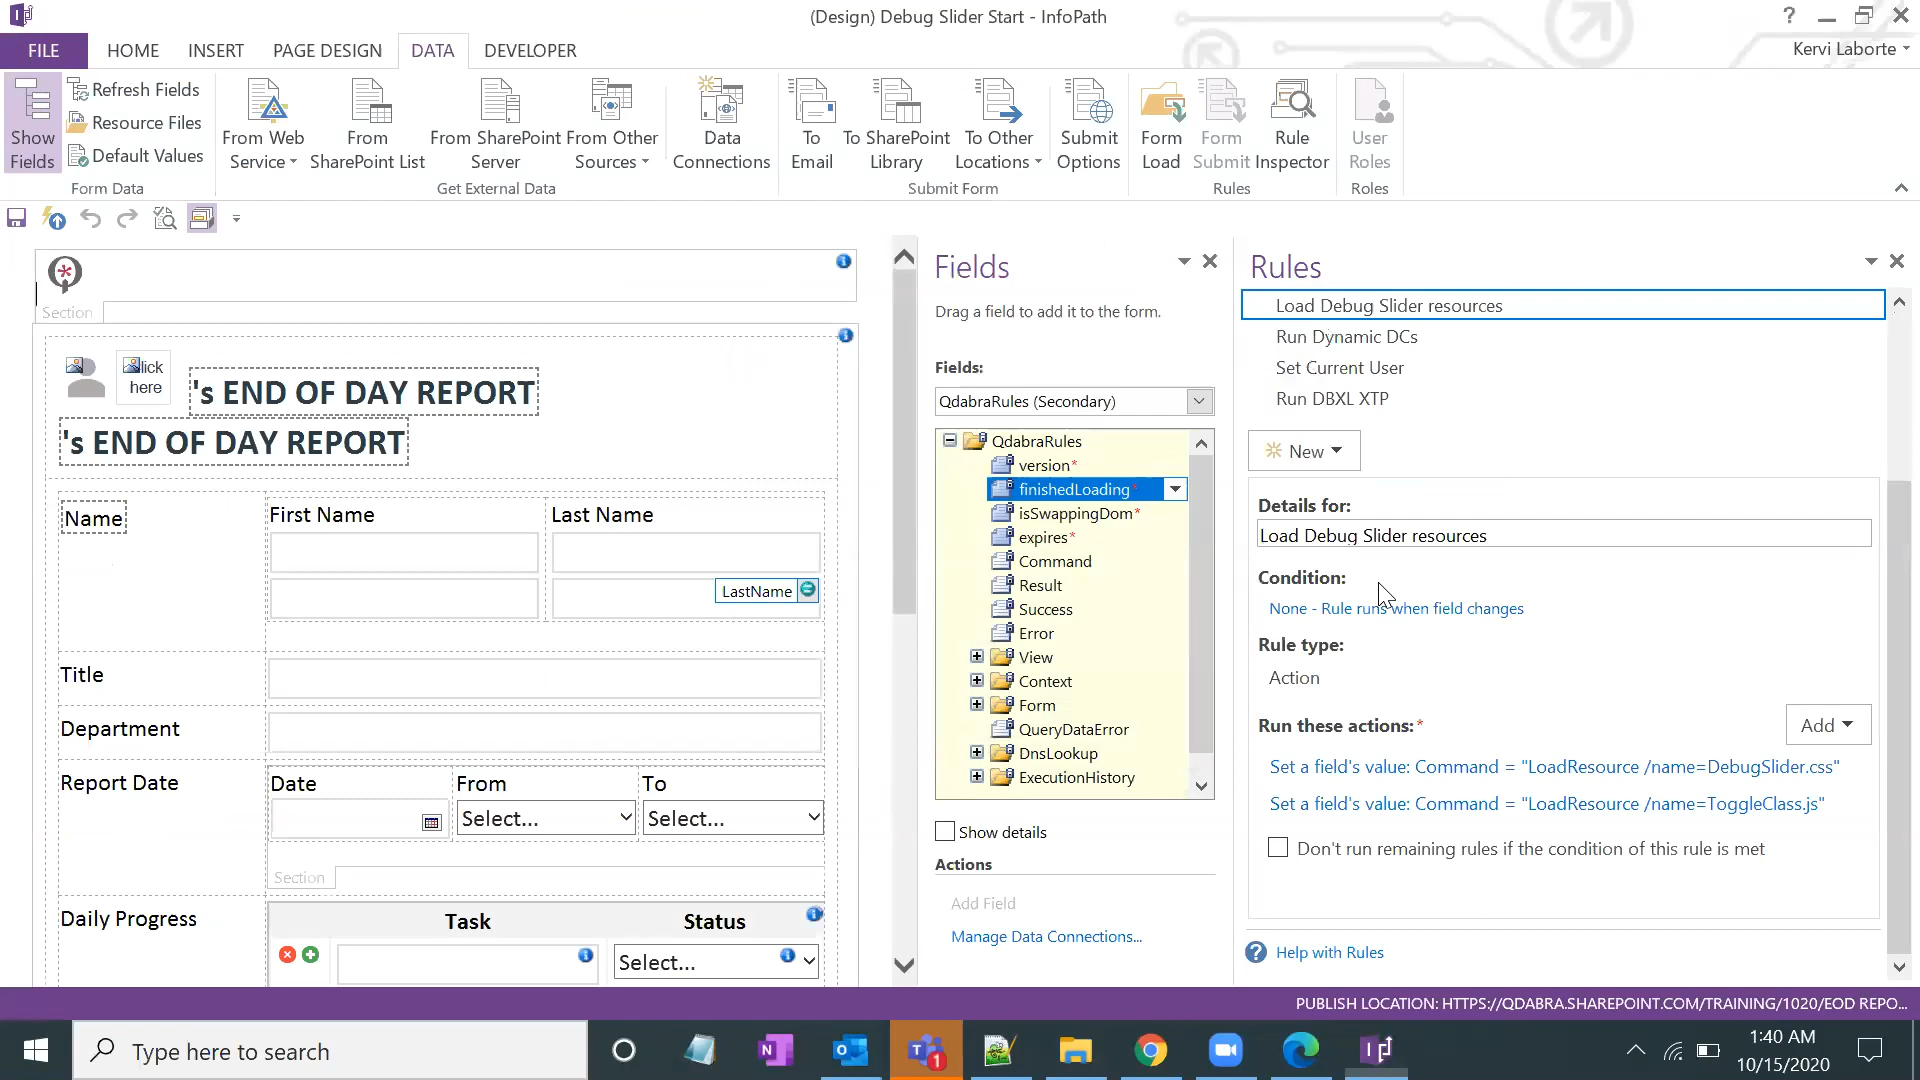 (Design) Debug Slider Start - InfoPath
?
FILE
HOME
INSERT
PAGE DESIGN
DATA
DEVELOPER
Kervi Laborte
Show Fields
Refresh Fields
Resource Files
Default Values
Form Data
From Web Service
From SharePoint List
From SharePoint Server
From Other Sources
Get External Data
Data Connections
To Email
To SharePoint Library
To Other Locations
Submit Options
Submit Form
Form Load
Form Submit
Rule Inspector
Rules
User Roles
Roles
Section
lick here
's END OF DAY REPORT
's END OF DAY REPORT
Name
First Name
Last Name
LastName
Title
Department
Report Date
Date
From
To
Select...
Select...
Section
Daily Progress
Task
Status
Select...
Fields
Drag a field to add it to the form.
Fields:
QdabraRules (Secondary)
QdabraRules
version*
finishedLoading*
isSwappingDom*
expires*
Command
Result
Success
Error
View
Context
Form
QueryDataError
DnsLookup
ExecutionHistory
Show details
Actions
Add Field
Manage Data Connections...
Rules
Load Debug Slider resources
Run Dynamic DCs
Set Current User
Run DBXL XTP
New
Details for:
Load Debug Slider resources
Condition:
None - Rule runs when field changes
Rule type:
Action
Run these actions:*
Add
Set a field's value: Command = "LoadResource /name=DebugSlider.css"
Set a field's value: Command = "LoadResource /name=ToggleClass.js"
Don't run remaining rules if the condition of this rule is met
? Help with Rules
PUBLISH LOCATION: HTTPS://QDABRA.SHAREPOINT.COM/TRAINING/1020/EOD REPO...
Type here to search
1
1:40 AM
10/15/2020